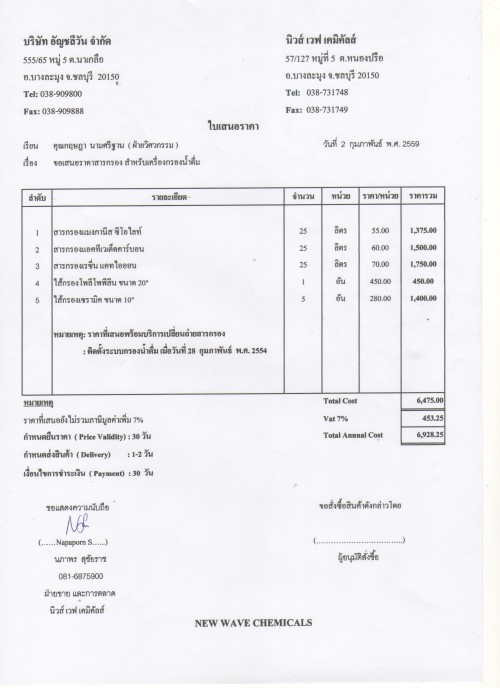 บริษัท อัญชลีวัน จำกัด
555/65 หมู่ 5 ต.นาเกลือ
อ.บางละมุง จ.ชลบุรี 20150
Tel: 038-909800
Fax: 038-909888
นิวส์ เวฟ เคมิคัลส์
57/127 หมู่ที่ 5 ต.หนองปรือ
อ.บางละมุง จ.ชลบุรี 20150
Tel: 038-731748
Fax: 038-731749
ใบเสนอราคา
เรียน คุณกฤษฎา นามศรีฐาน (ฝ่ายวิศวกรรม) วันที่ 2 กุมภาพันธ์ พ.ศ. 2559
เรื่อง ขอเสนอราคาสารกรอง สำหรับเครื่องกรองน้ำดื่ม
ลำดับ รายละเอียด จำนวน หน่วย ราคา/หน่วย ราคารวม
1 สารกรองแมงกานีส ซีโอไลท์ 25 ลิตร 55.00 1,375.00
2 สารกรองแอคทีเวเต็ดคาร์บอน 25 ลิตร 60.00 1,500.00
3 สารกรองเรซิ่น แคทไอออน 25 ลิตร 70.00 1,750.00
4 ไส้กรองโพลีโพพีลีน ขนาด 20" 1 อัน 450.00 450.00
5 ไส้กรองเซรามิค ขนาด 10" 5 อัน 280.00 1,400.00
หมายเหตุ: ราคาที่เสนอพร้อมบริการเปลี่ยนถ่ายสารกรอง
: ติดตั้งระบบกรองน้ำดื่ม เมื่อวันที่ 28 กุมภาพันธ์ พ.ศ. 2554
หมายเหตุ Total Cost 6,475.00
ราคาที่เสนอยังไม่รวมภานีมูลค่าเพิ่ม 7% Vat 7% 453.25
กำหนดยืนราคา ( Price Validity) : 30 วัน Total Annual Cost 6,928.25
กำหนดส่งสินค้า ( Delivery) : 1-2 วัน
เงื่อนไขการชำระเงิน ( Payment) : 30 วัน
ขอแสดงความนับถือ
(......Napaporn S.....)
นภาพร สุขัยราช
081-6875900
ฝ่ายขาย และการตลาด
นิวส์ เวฟ เคมิคัลส์
ขอสั่งซื้อสินค้าดังกล่าวโดย
(.................................)
ผู้อนุมัติสั่งซื้อ
NEW WAVE CHEMICALS